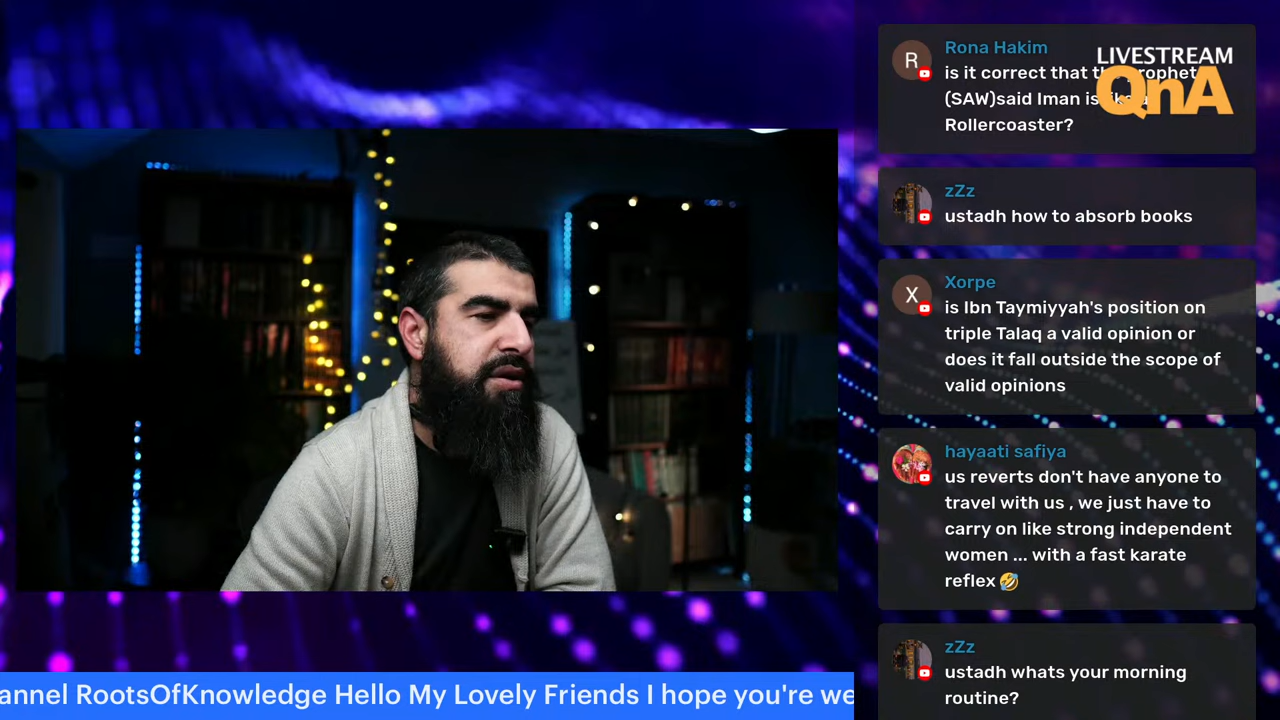 Rona Hakim
is it correct that
(SAW)said Iman is
Rollercoaster?
LIVESTREAM
QnA
zZz
ustadh how to absorb books
Xorpe
is Ibn Taymiyyah's position on
triple Talaq a valid opinion or
does it fall outside the scope of
valid opinions
hayaati safiya
us reverts don't have anyone to
travel with us , we just have to
carry on like strong independent
women ... with a fast karate
reflex 🤣
zZz
ustadh whats your morning
routine?
annel RootsOfKnowledge Hello My Lovely Friends I hope you're we
R
X